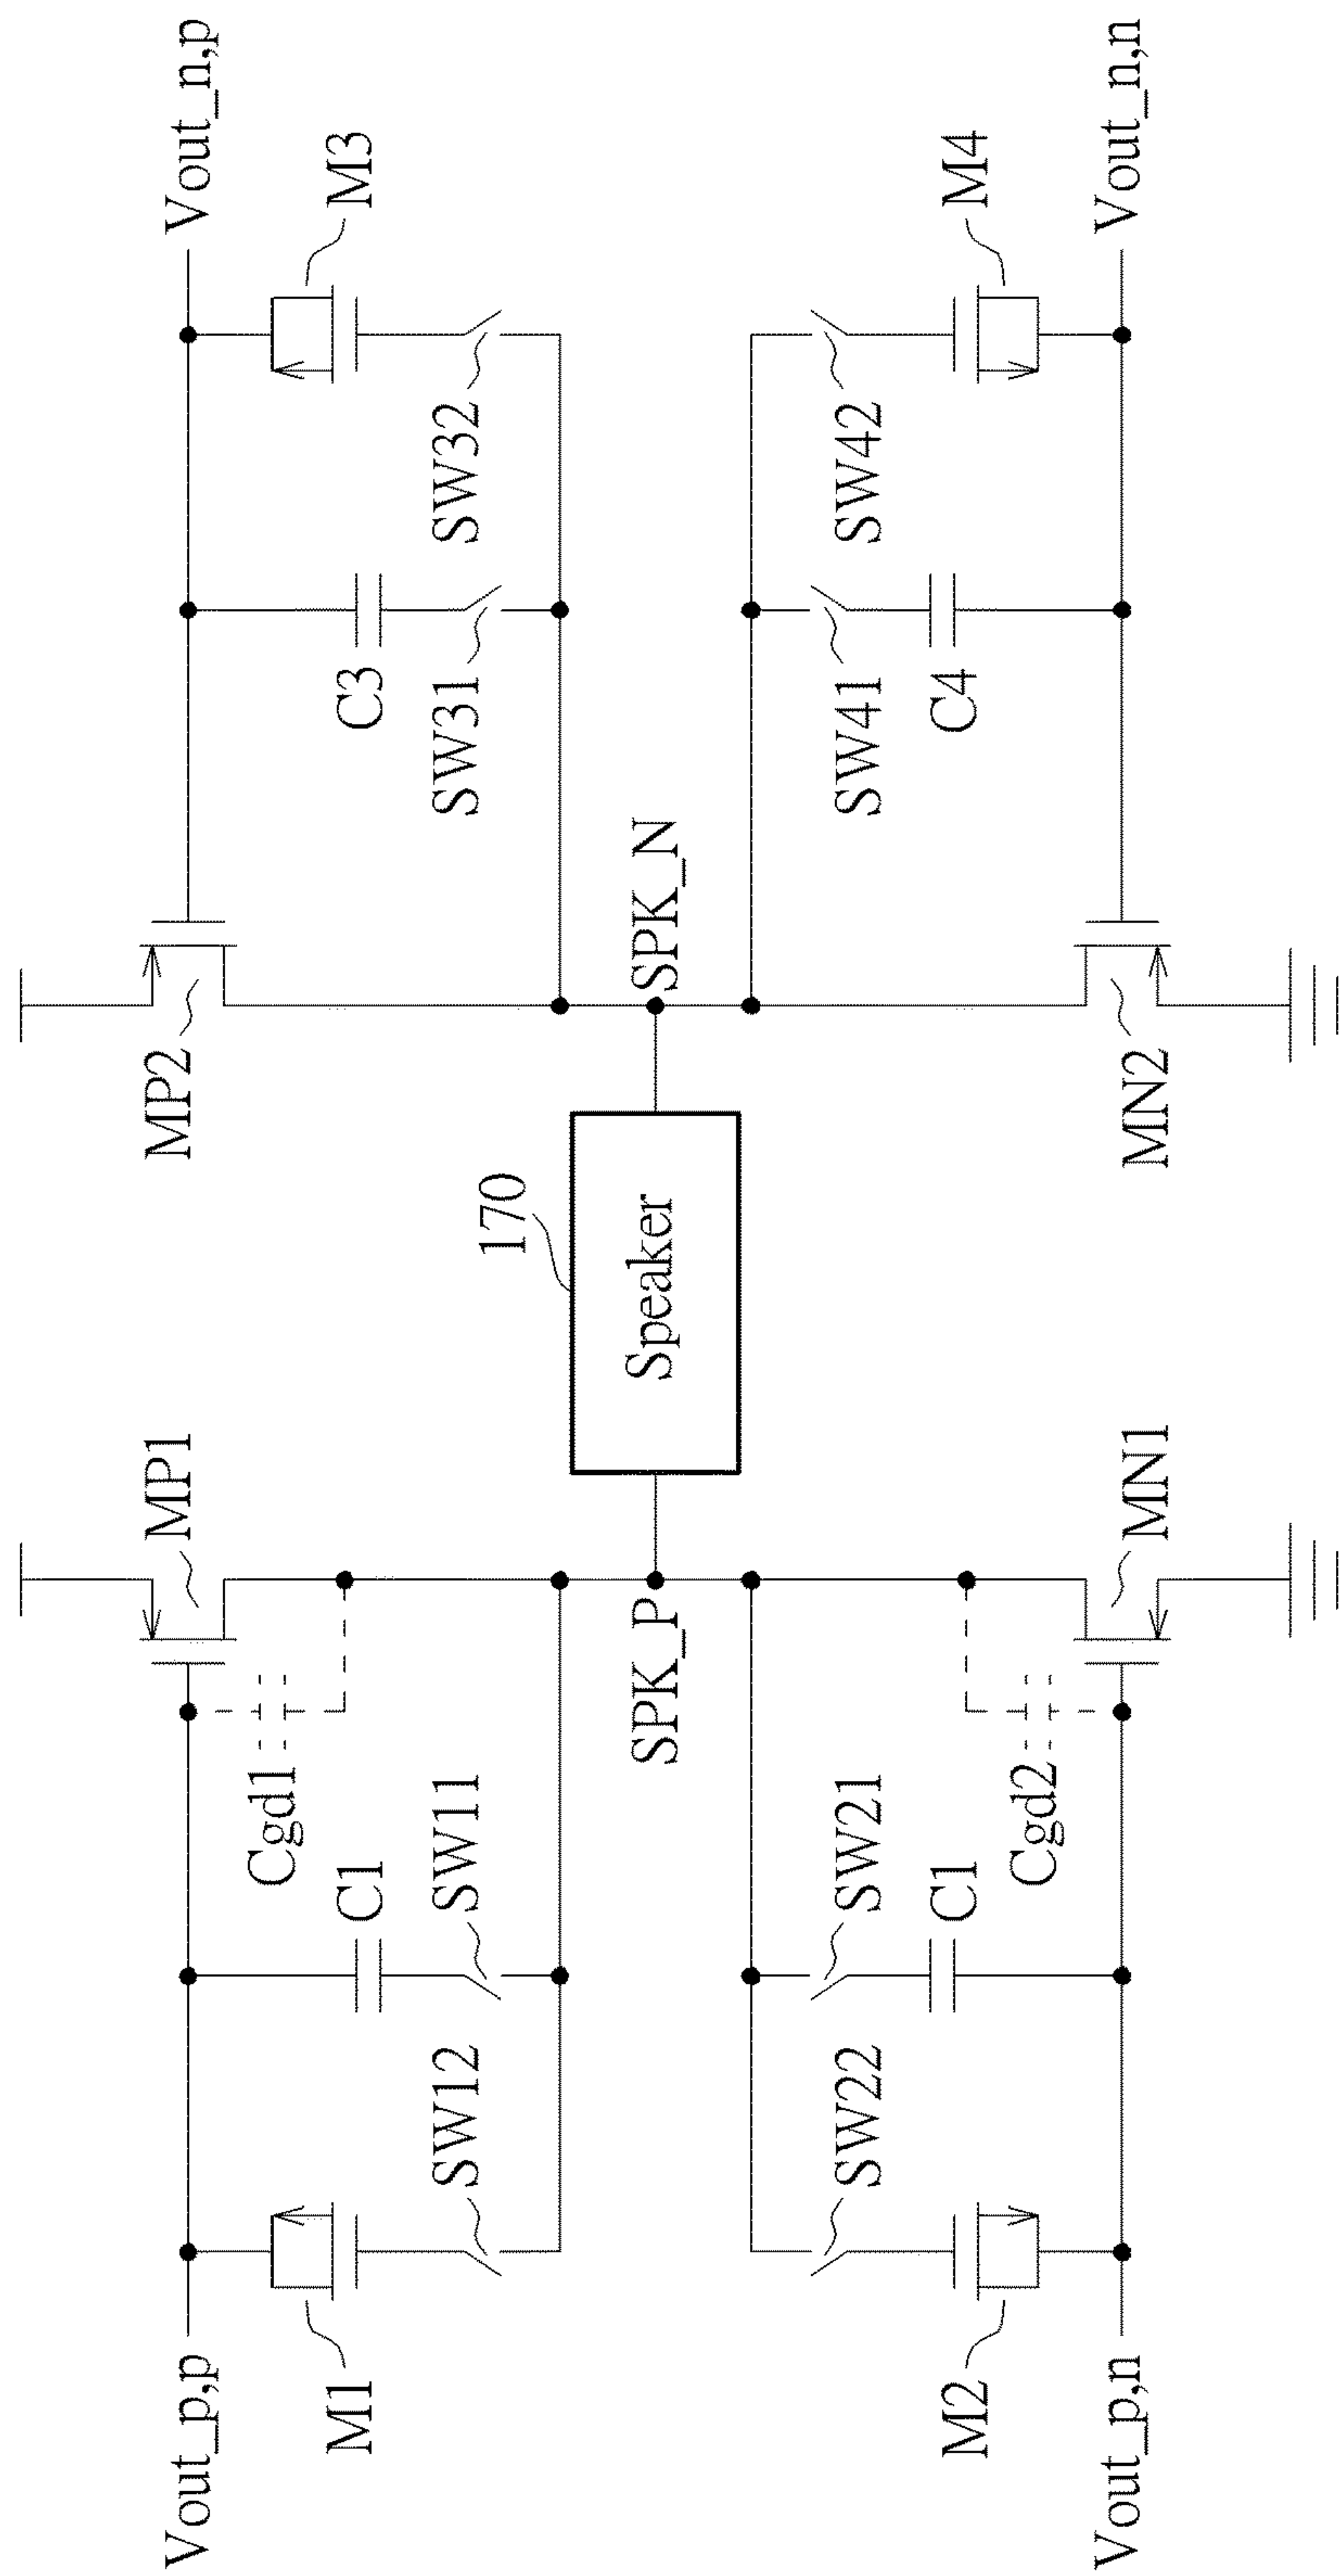 Vout_p,p
Vout_n,p
MP1
MP2
M1
M3
Cgd1
C1
C3
SW12
SW11
SW31
SW32
170
Speaker
SPK_P
SPK_N
SW22
SW21
SW41
SW42
C1
C4
Cgd2
M2
M4
MN1
MN2
Vout_p,n
Vout_n,n